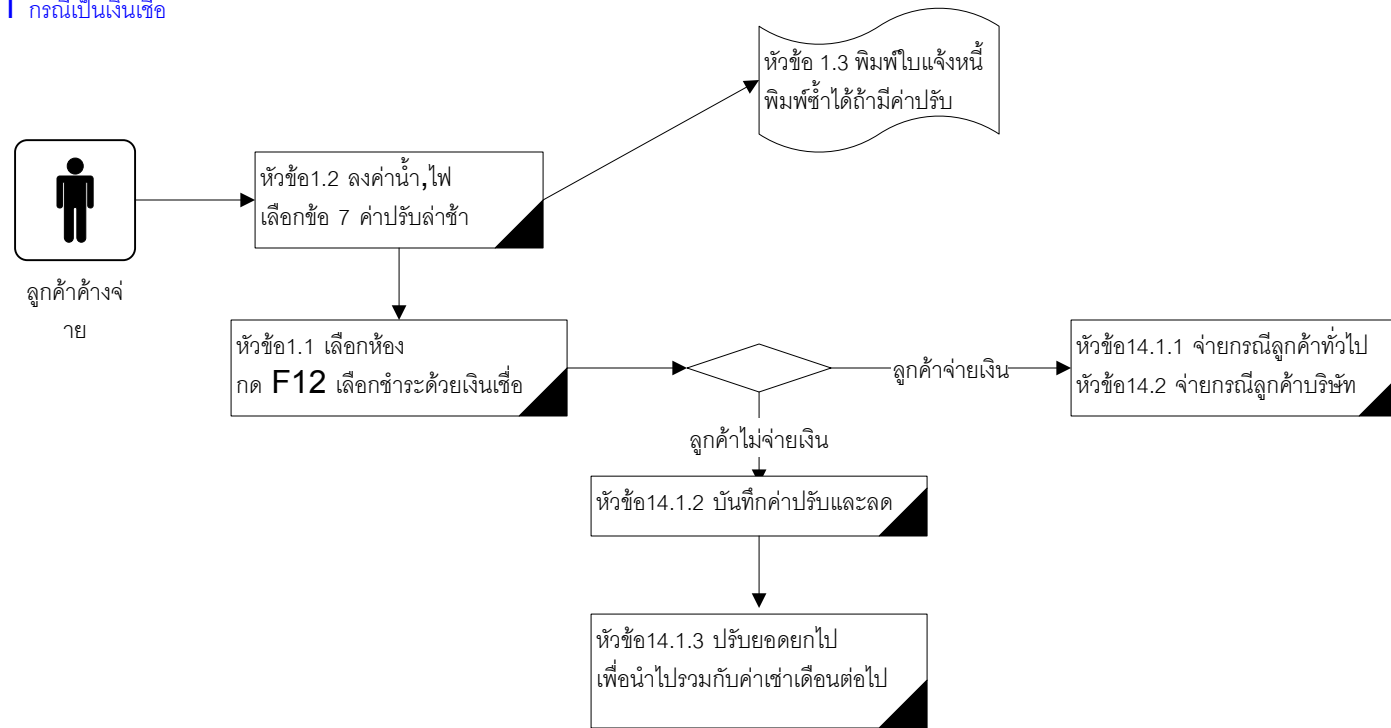 กรณีเป็นเงินเชื่อ
หัวข้อ 1.3 พิมพ์ใบแจ้งหนี้
พิมพ์ซ้ำได้ถ้ามีค่าปรับ
หัวข้อ1.2 ลงค่าน้ำ,ไฟ
เลือกข้อ 7 ค่าปรับล่าช้า
ลูกค้าค้างจ่
าย
หัวข้อ1.1 เลือกห้อง
กด F12 เลือกชำระด้วยเงินเชื่อ
ลูกค้าจ่ายเงิน
หัวข้อ14.1.1 จ่ายกรณีลูกค้าทั่วไป
หัวข้อ14.2 จ่ายกรณีลูกค้าบริษัท
ลูกค้าไม่จ่ายเงิน
หัวข้อ14.1.2 บันทึกค่าปรับและลด
หัวข้อ14.1.3 ปรับยอดยกไป
เพื่อนำไปรวมกับค่าเช่าเดือนต่อไป